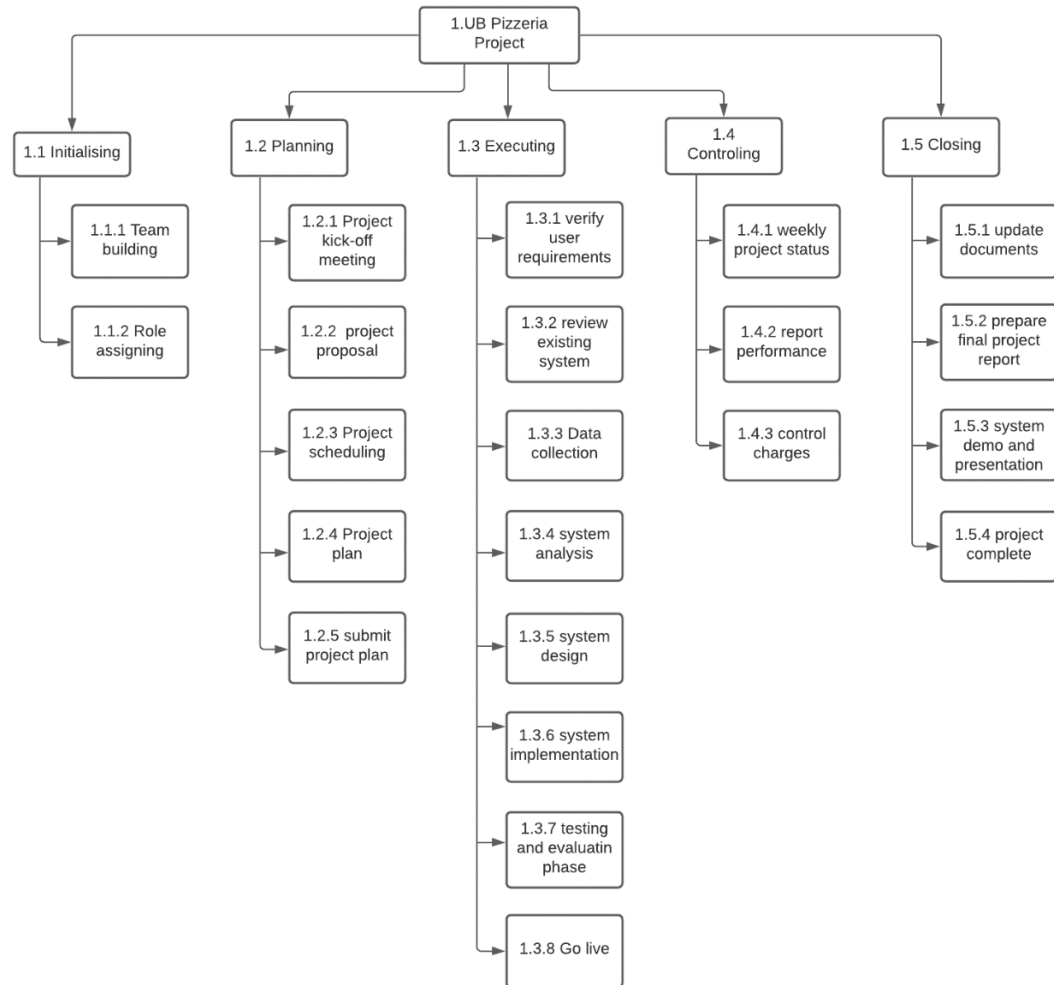 1.UB Pizzeria
Project
1.1 Initialising
1.1.1 Team
building
1.1.2 Role
assigning
1.2 Planning
1.2.1 Project
kick-off
meeting
1.2.2 project
proposal
1.2.3 Project
scheduling
1.2.4 Project
plan
1.2.5 submit
project plan
1.3 Executing
1.3.1 verify
user
requirements
1.3.2 review
existing
system
1.3.3 Data
collection
1.3.4 system
analysis
1.3.5 system
design
1.3.6 system
implementation
1.3.7 testing
and evaluatin
phase
1.3.8 Go live
1.4
Controling
1.4.1 weekly
project status
1.4.2 report
performance
1.4.3 control
charges
1.5 Closing
1.5.1 update
documents
1.5.2 prepare
final project
report
1.5.3 system
demo and
presentation
1.5.4 project
complete